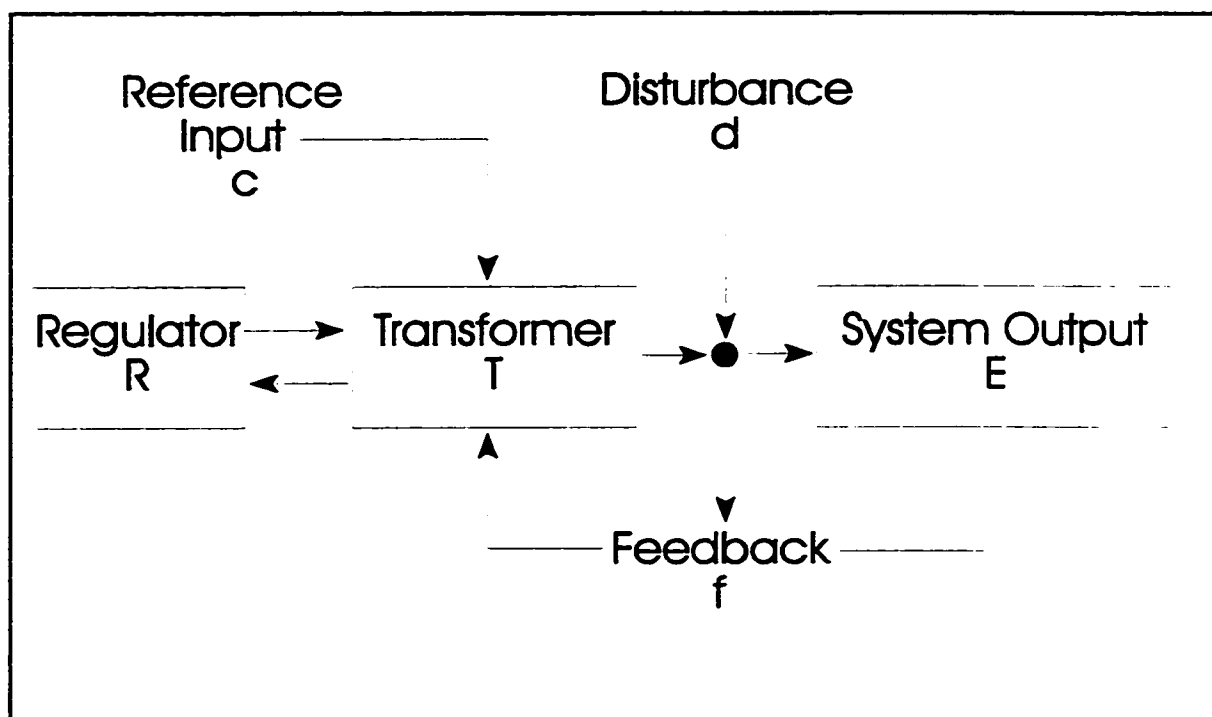 Reference
Input
c
Disturbance
d
Regulator
R
Transformer
T
System Output
E
Feedback
f